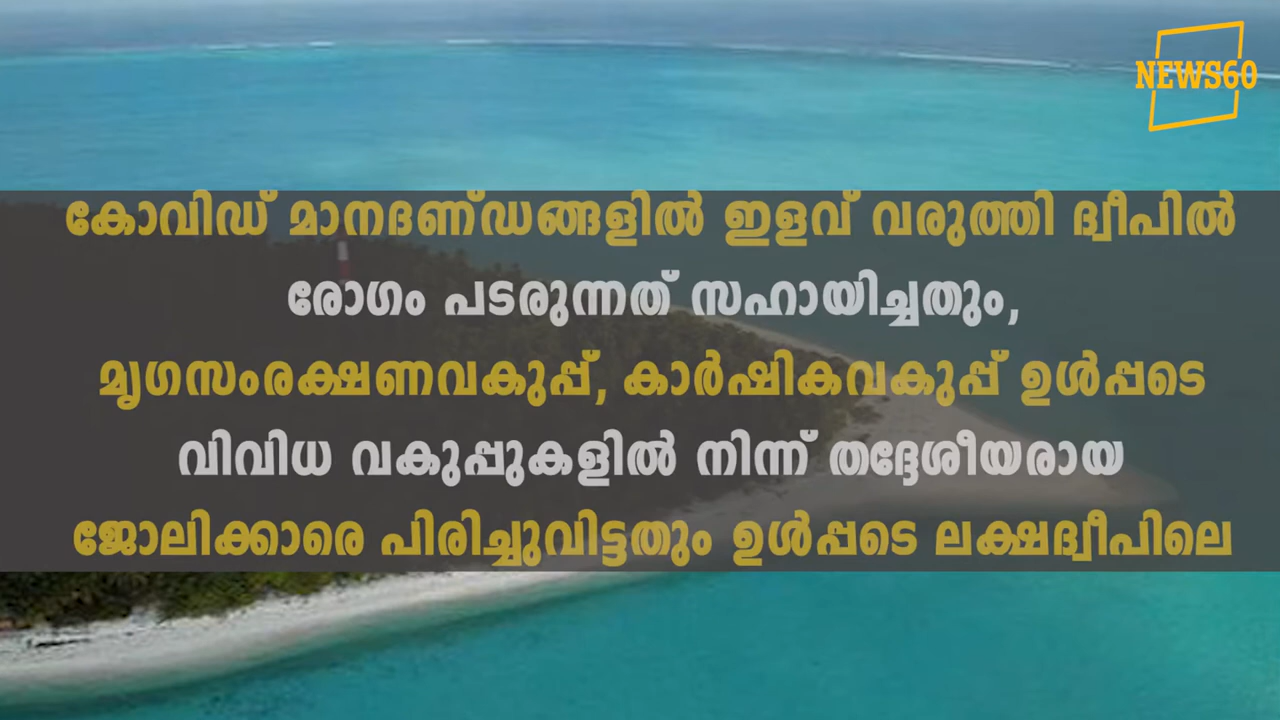 NEWS60
കോവിഡ് മാനദണ്ഡങ്ങളിൽ ഇളവ് വരുത്തി ദ്വീപിൽ
രോഗം പടരുന്നത് സഹായിച്ചതും,
മൃഗസംരക്ഷണവകുപ്പ്, കാർഷികവകുപ്പ് ഉൾപ്പടെ
വിവിധ വകുപ്പുകളിൽ നിന്ന് തദ്ദേശീയരായ
ജോലിക്കാരെ പിരിച്ചുവിട്ടതും ഉൾപ്പടെ ലക്ഷദ്വീപിലെ